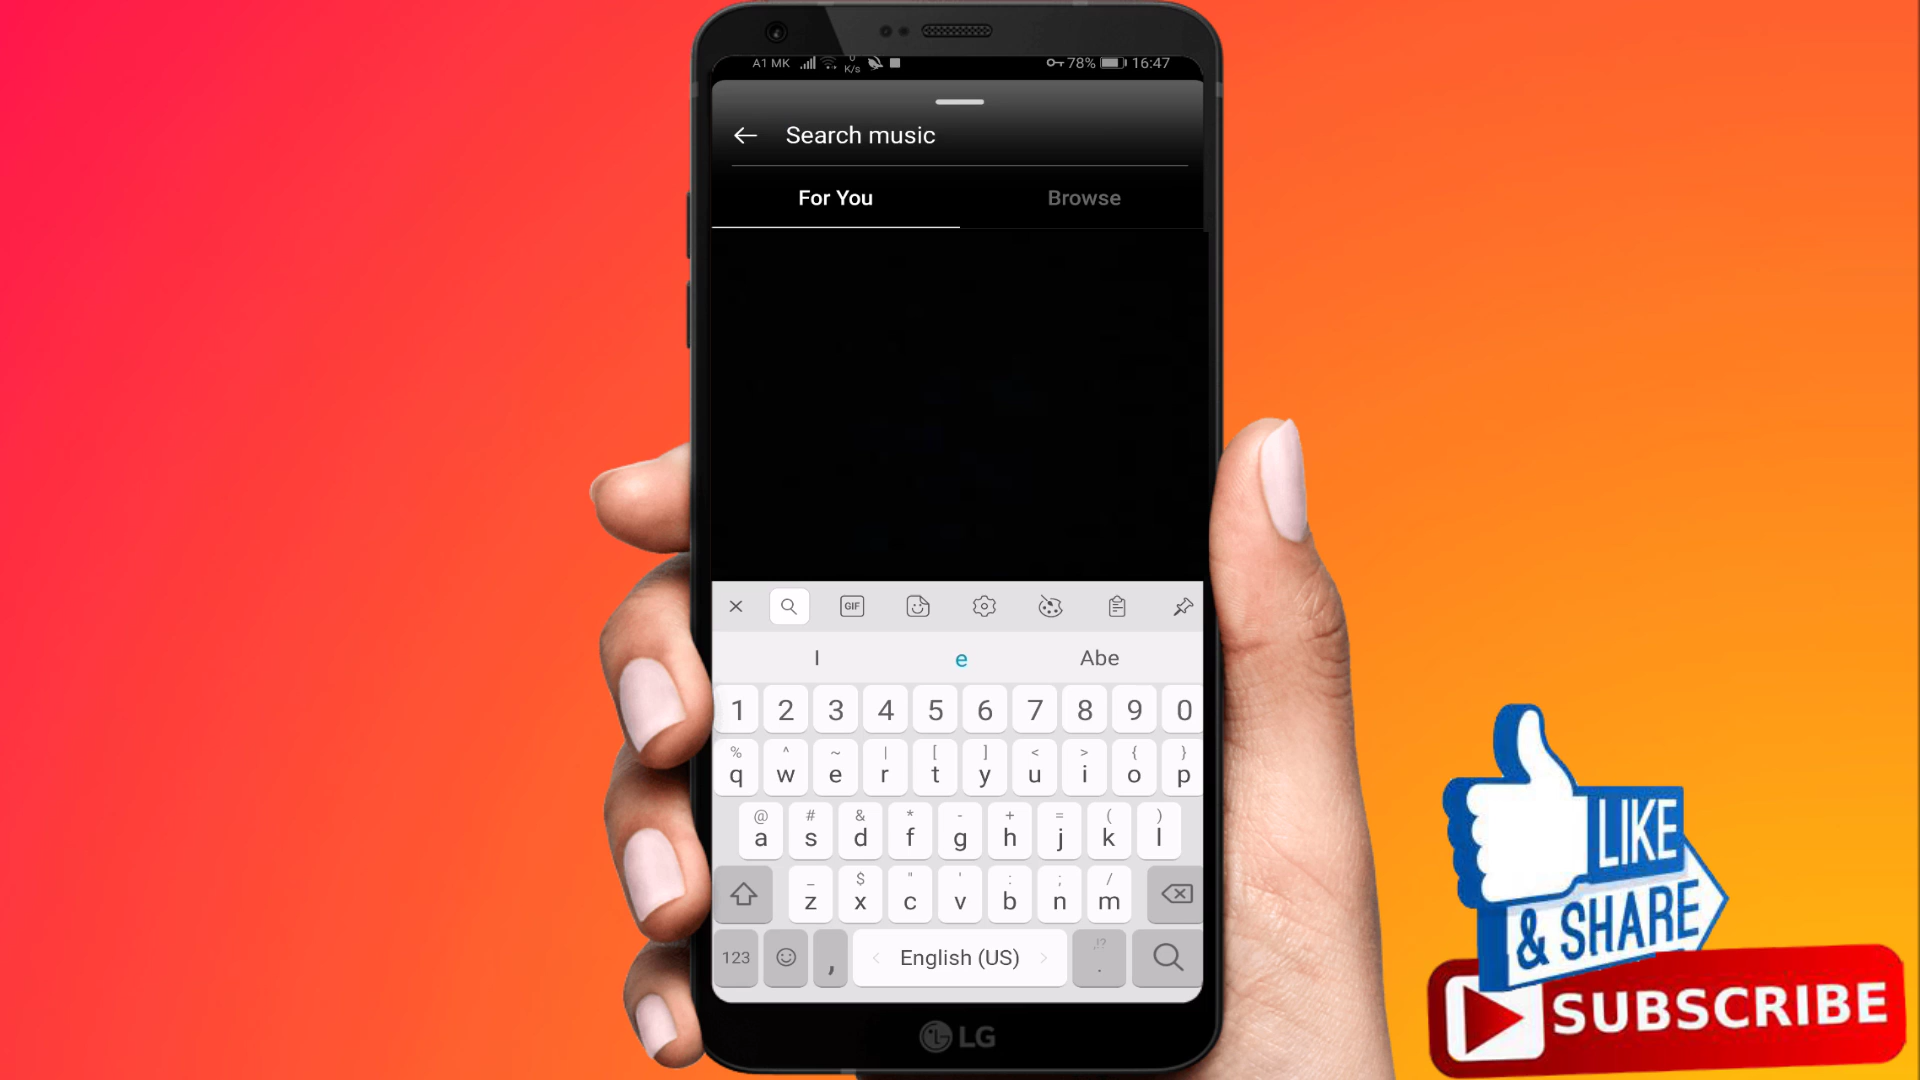 A1 MK 0 K/s 78% 16:47
Search music
For You Browse
GIF
I e Abe
1 2 3 4 5 6 7 8 9 0
% ^ ~ | [ ] < > { }
q w e r t y u i o p
@ # & * - + = ( )
a s d f g h j k l
_ $ " ' : ; /
z x c v b n m
123 , < English (US) > .!? .
LG
LIKE
& SHARE
SUBSCRIBE